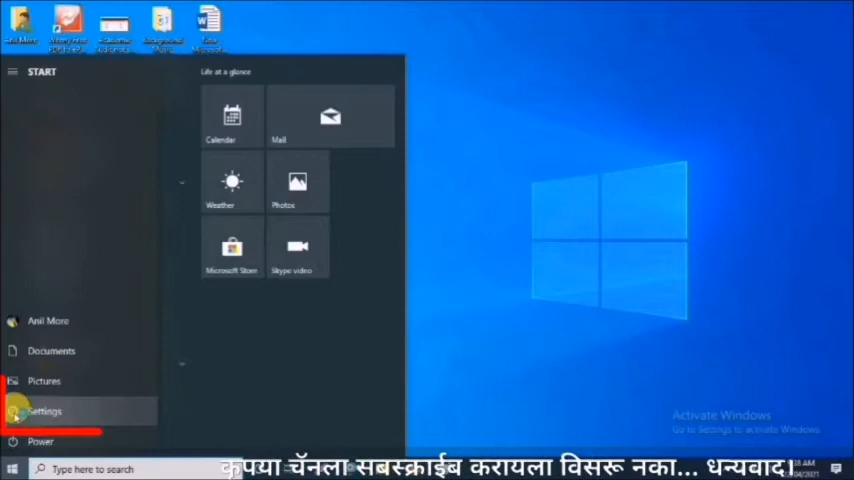 Anil More
START
Life at a glance
Calendar
Mail
Weather
Photos
Microsoft Store
Skype video
Anil More
Documents
Pictures
Settings
Power
Activate Windows
Go to Settings to activate Windows.
Type here to search
कृपया चॅनला सबस्क्राईब करायला विसरू नका... धन्यवाद।